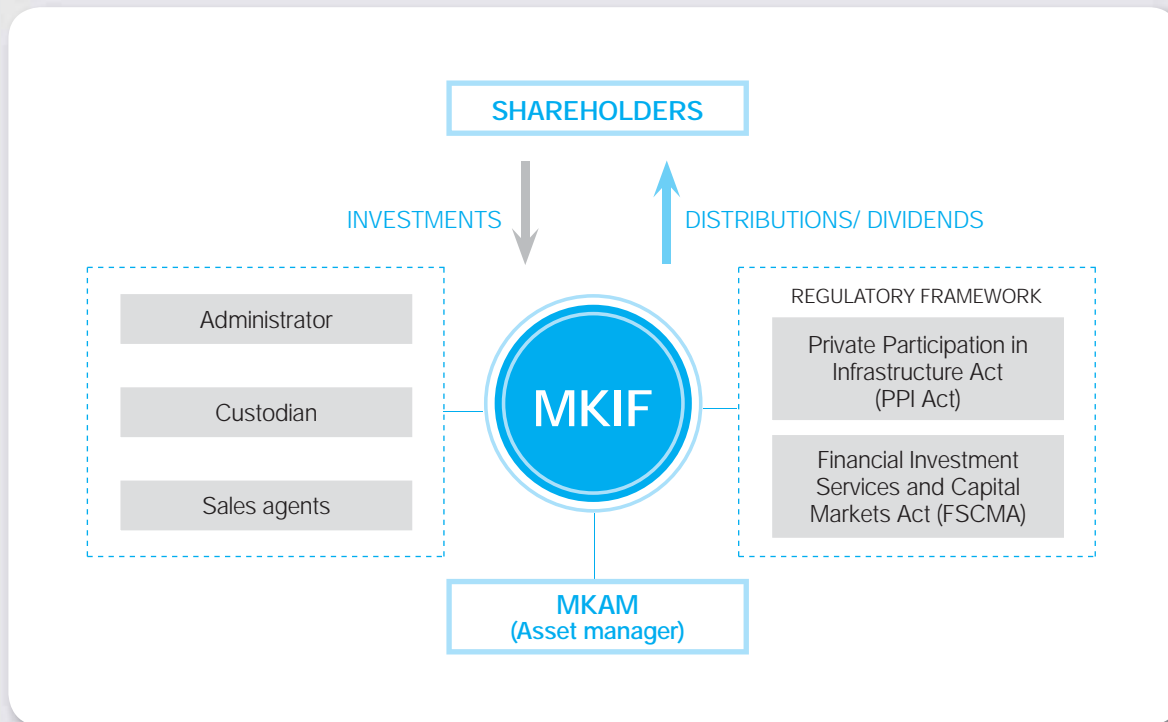 SHAREHOLDERS
INVESTMENTS
DISTRIBUTIONS/ DIVIDENDS
Administrator
Custodian
Sales agents
MKIF
REGULATORY FRAMEWORK
Private Participation in
Infrastructure Act
(PPI Act)
Financial Investment
Services and Capital
Markets Act (FSCMA)
MKAM
(Asset manager)